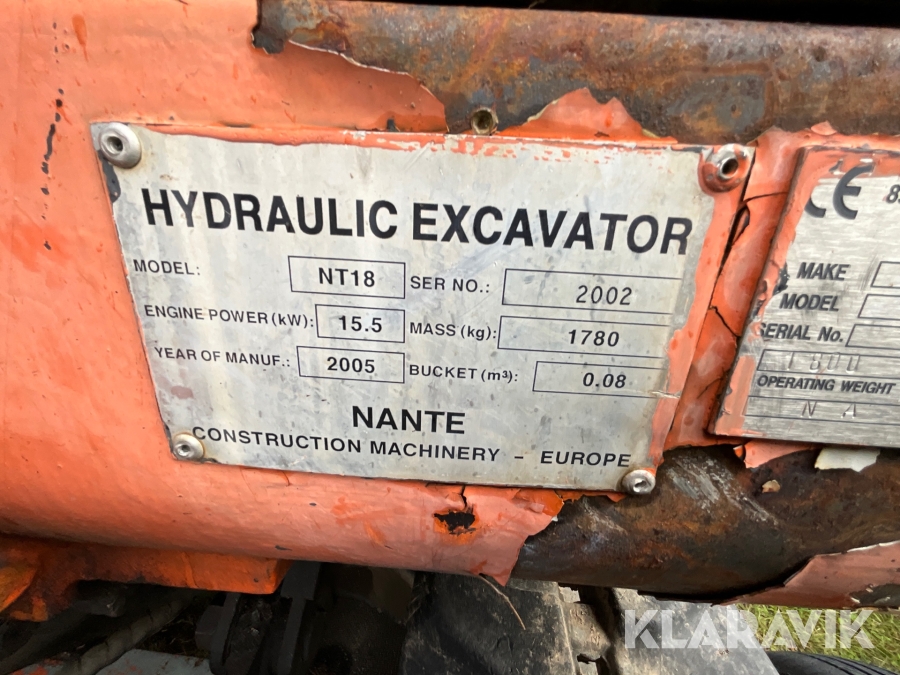 HYDRAULIC EXCAVATOR
MODEL: NT18 SER NO.: 2002
ENGINE POWER (kW): 15.5 MASS (kg): 1780
YEAR OF MANUF.: 2005 BUCKET (m³): 0.08
NANTE
CONSTRUCTION MACHINERY - EUROPE
CE
MAKE
MODEL
SERIAL No.
OPERATING WEIGHT
N A
KLARAVIK